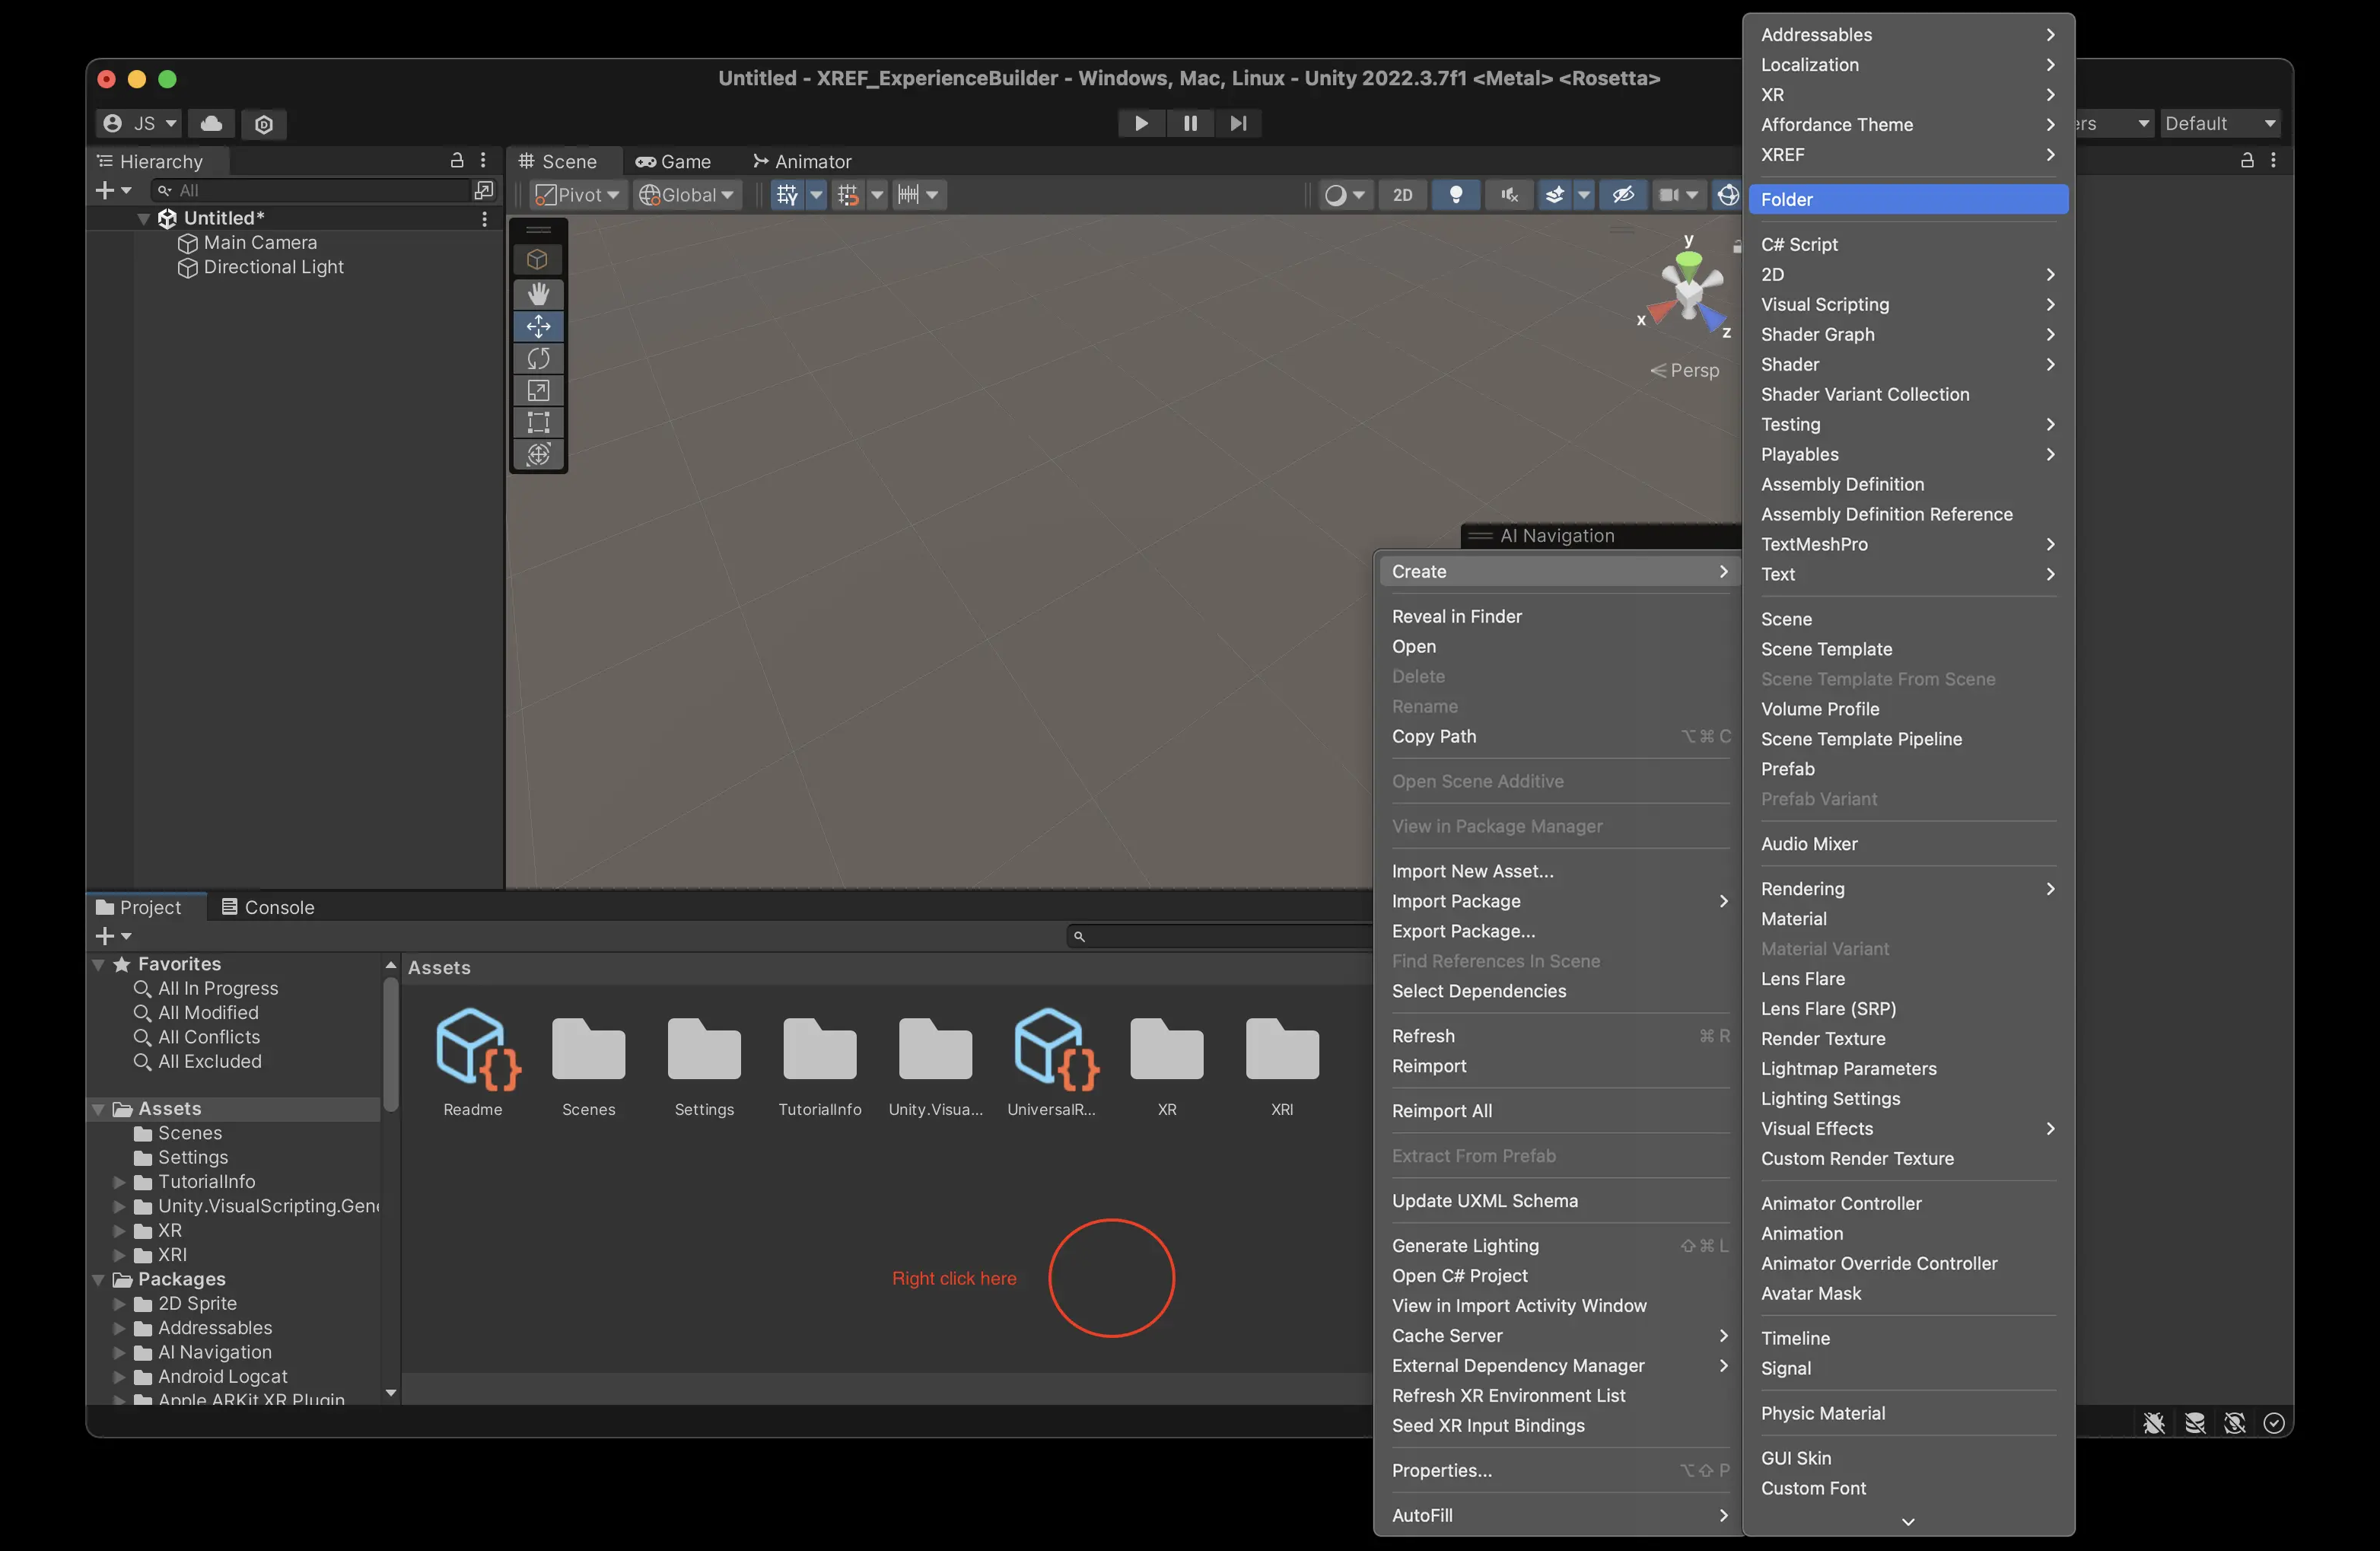 Untitled - XREF_ExperienceBuilder - Windows, Mac, Linux - Unity 2022.3.7f1 <Metal> <Rosetta>
JS
Default
Hierarchy
All
Untitled*
Main Camera
Directional Light
Scene
Game
Animator
Pivot
Global
2D
y
x
z
Persp
AI Navigation
Project
Console
Favorites
All In Progress
All Modified
All Conflicts
All Excluded
Assets
Scenes
Settings
TutorialInfo
Unity.VisualScripting.Gene
XR
XRI
Packages
2D Sprite
Addressables
AI Navigation
Android Logcat
Apple ARKit XR Plugin
Assets
Readme
Scenes
Settings
TutorialInfo
Unity.Visua...
UniversalR...
XR
XRI
Right click here
Create
Reveal in Finder
Open
Delete
Rename
Copy Path ⌥⌘C
Open Scene Additive
View in Package Manager
Import New Asset...
Import Package
Export Package...
Find References In Scene
Select Dependencies
Refresh ⌘R
Reimport
Reimport All
Extract From Prefab
Update UXML Schema
Generate Lighting ⇧⌘L
Open C# Project
View in Import Activity Window
Cache Server
External Dependency Manager
Refresh XR Environment List
Seed XR Input Bindings
Properties... ⌥⇧P
AutoFill
Addressables
Localization
XR
Affordance Theme
XREF
Folder
C# Script
2D
Visual Scripting
Shader Graph
Shader
Shader Variant Collection
Testing
Playables
Assembly Definition
Assembly Definition Reference
TextMeshPro
Text
Scene
Scene Template
Scene Template From Scene
Volume Profile
Scene Template Pipeline
Prefab
Prefab Variant
Audio Mixer
Rendering
Material
Material Variant
Lens Flare
Lens Flare (SRP)
Render Texture
Lightmap Parameters
Lighting Settings
Visual Effects
Custom Render Texture
Animator Controller
Animation
Animator Override Controller
Avatar Mask
Timeline
Signal
Physic Material
GUI Skin
Custom Font